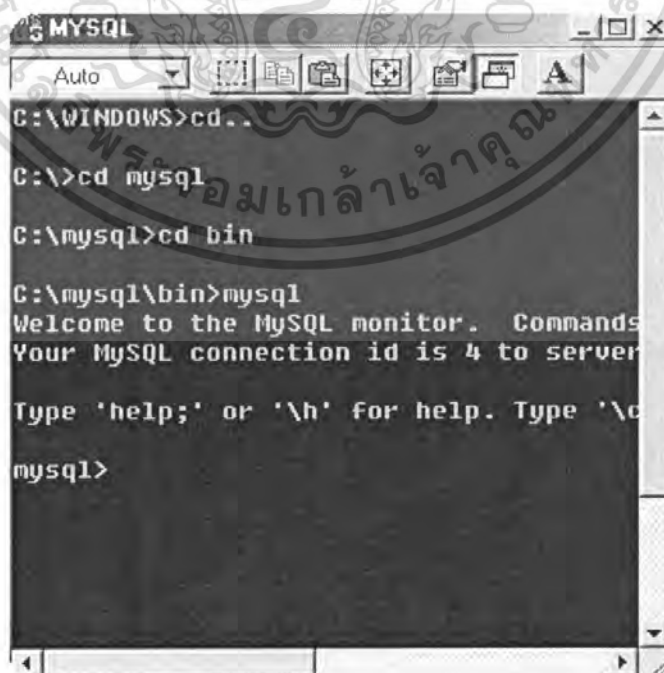 MYSQL
Auto
A
C:\WINDOWS>cd..
C:\>cd mysql
C:\mysql>cd bin
C:\mysql\bin>mysql
Welcome to the MySQL monitor.  Commands
Your MySQL connection id is 4 to server
Type 'help;' or '\h' for help. Type '\c
mysql>